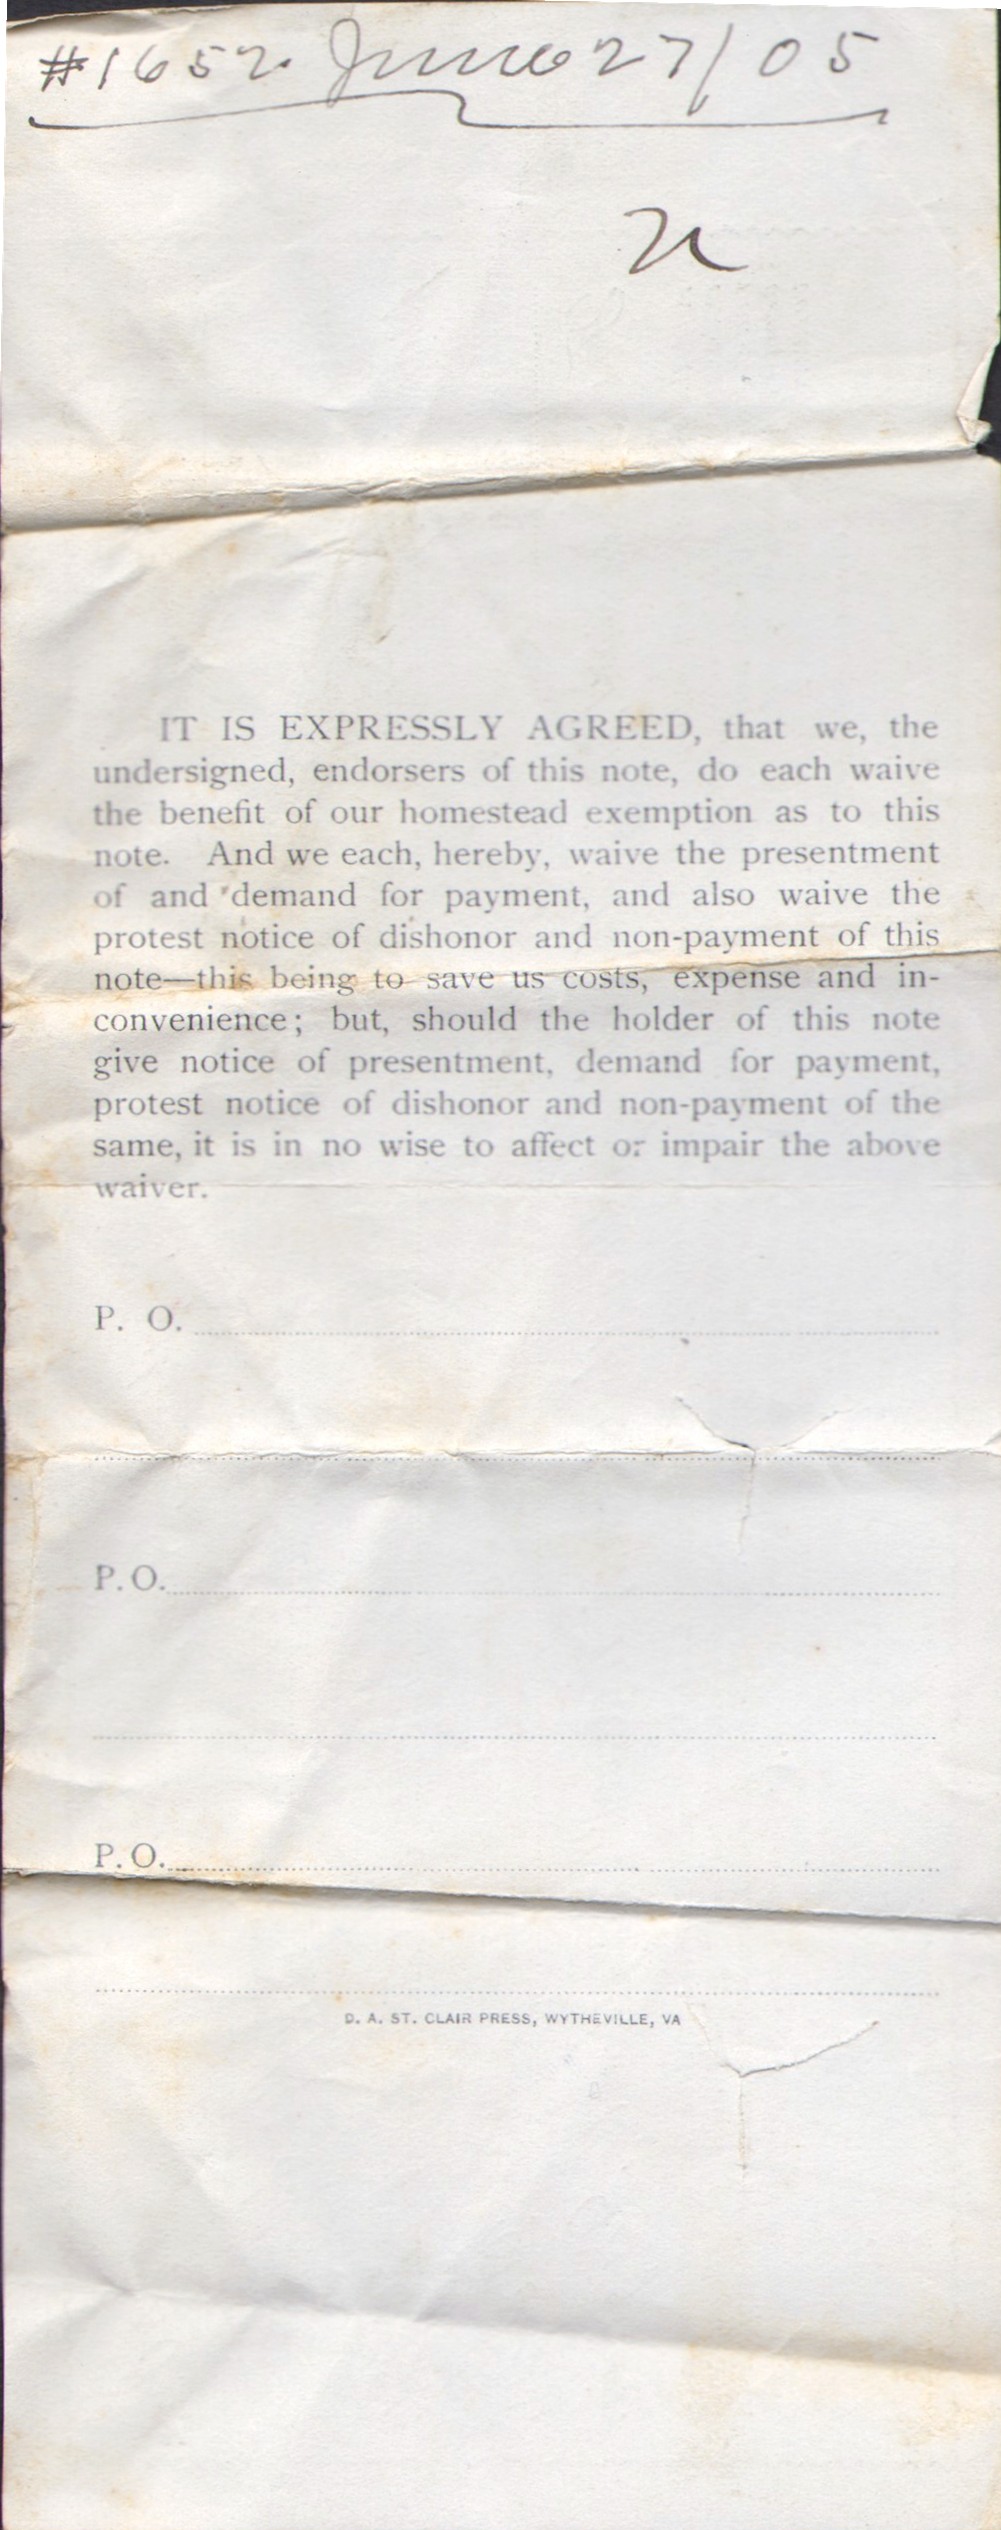 #1652. June 27/05
n
IT IS EXPRESSLY AGREED, that we, the
undersigned, endorsers of this note, do each waive
the benefit of our homestead exemption as to this
note. And we each, hereby, waive the presentment
of and demand for payment, and also waive the
protest notice of dishonor and non-payment of this
note—this being to save us costs, expense and in-
convenience; but, should the holder of this note
give notice of presentment, demand for payment,
protest notice of dishonor and non-payment of the
same, it is in no wise to affect or impair the above
waiver.
P. O.
P. O.
P. O.
D. A. ST. CLAIR PRESS, WYTHEVILLE, VA